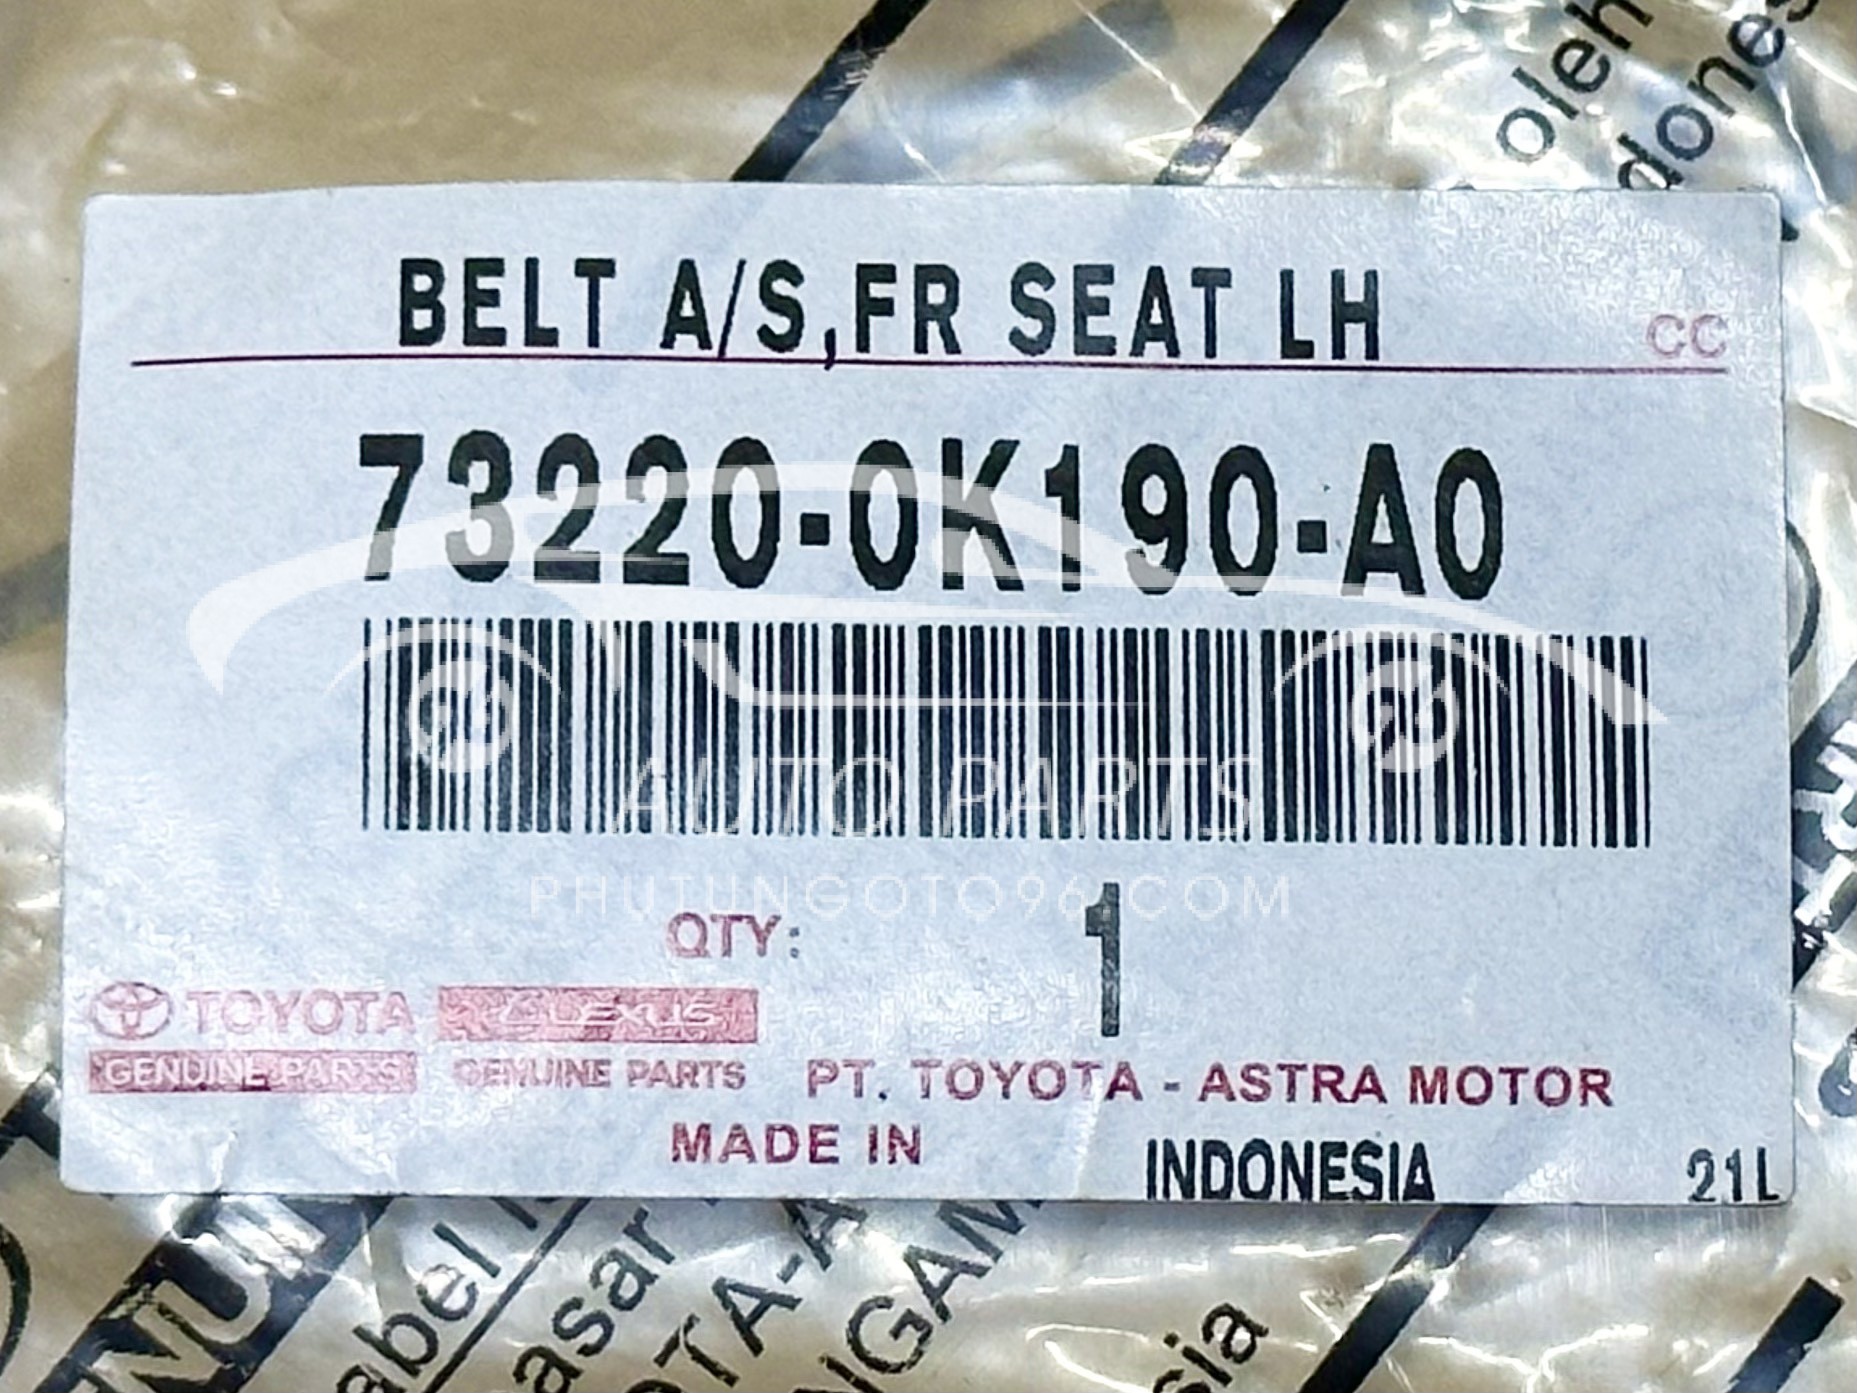 oleh
BELT A/S,FR SEAT LH
CC
73220-0K190-A0
AUTO PARTS
PHUTUNGOTO96.COM
QTY: 1
TOYOTA LEXUS
GENUINE PARTS GENUINE PARTS PT. TOYOTA - ASTRA MOTOR
MADE IN INDONESIA 21L